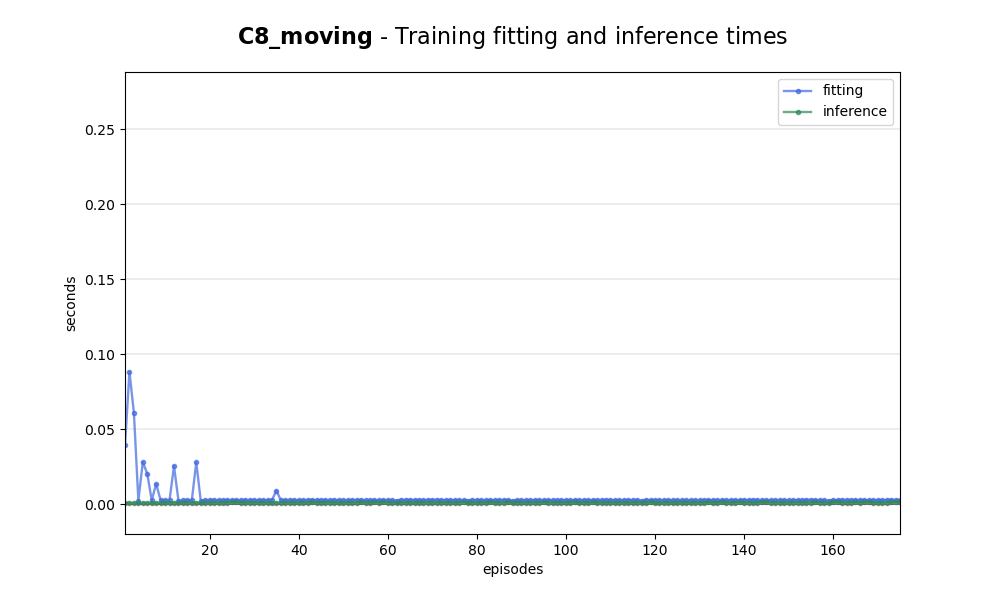 C8_moving - Training fitting and inference times
fitting
inference
0.25
0.20
0.15
0.10
0.05
0.00
seconds
20 40 60 80 100 120 140 160
episodes